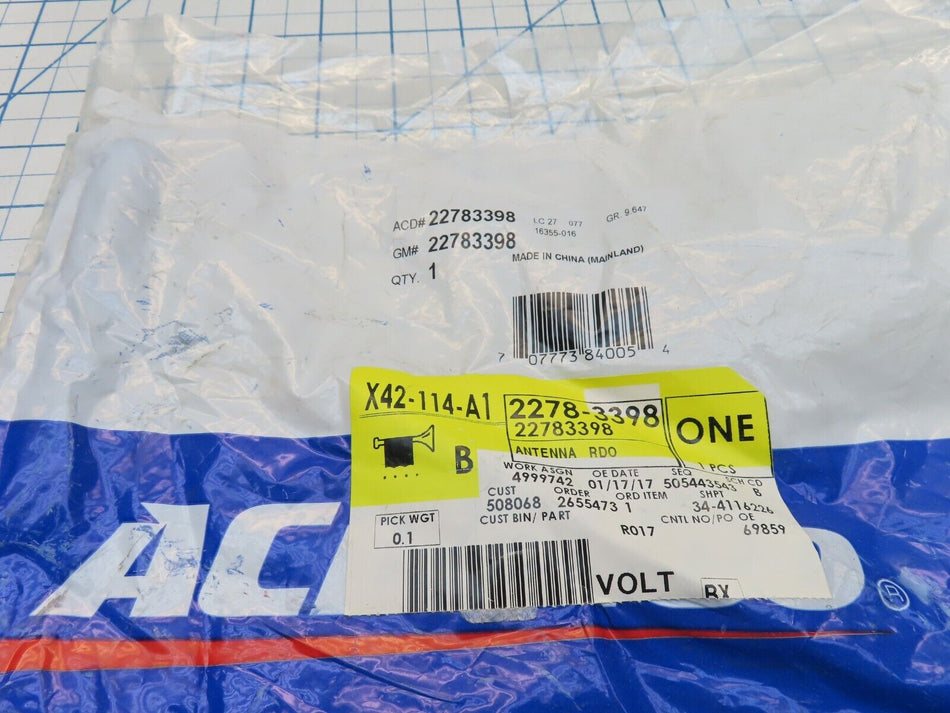 ACD# 22783398 LC 27 077 GR. 9.647
16355-016
GM# 22783398
MADE IN CHINA (MAINLAND)
QTY. 1
7 07773 84005 4
X42-114-A1 2278-3398 ONE
22783398
B ANTENNA RDO 1 PCS
WORK ASGN OE DATE SEQ SCH CD
4999742 01/17/17 505443543 B
CUST ORDER ORD ITEM SHPT
508068 2655473 1 34-4116226
PICK WGT CUST BIN/ PART CNTL NO/PO OE
0.1 R017 69859
VOLT BX
AC ®